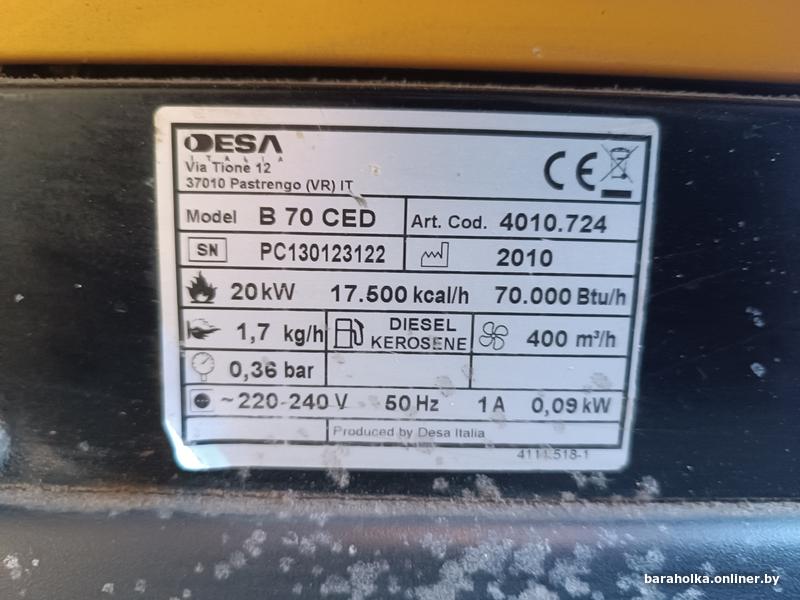 DESA
ITALIA
Via Tione 12
37010 Pastrengo (VR) IT
CE
Model B 70 CED Art. Cod. 4010.724
SN PC130123122 2010
20 kW 17.500 kcal/h 70.000 Btu/h
1,7 kg/h DIESEL KEROSENE 400 m³/h
0,36 bar
~ 220-240 V 50 Hz 1 A 0,09 kW
Produced by Desa Italia
4111.518-1
baraholka.onliner.by